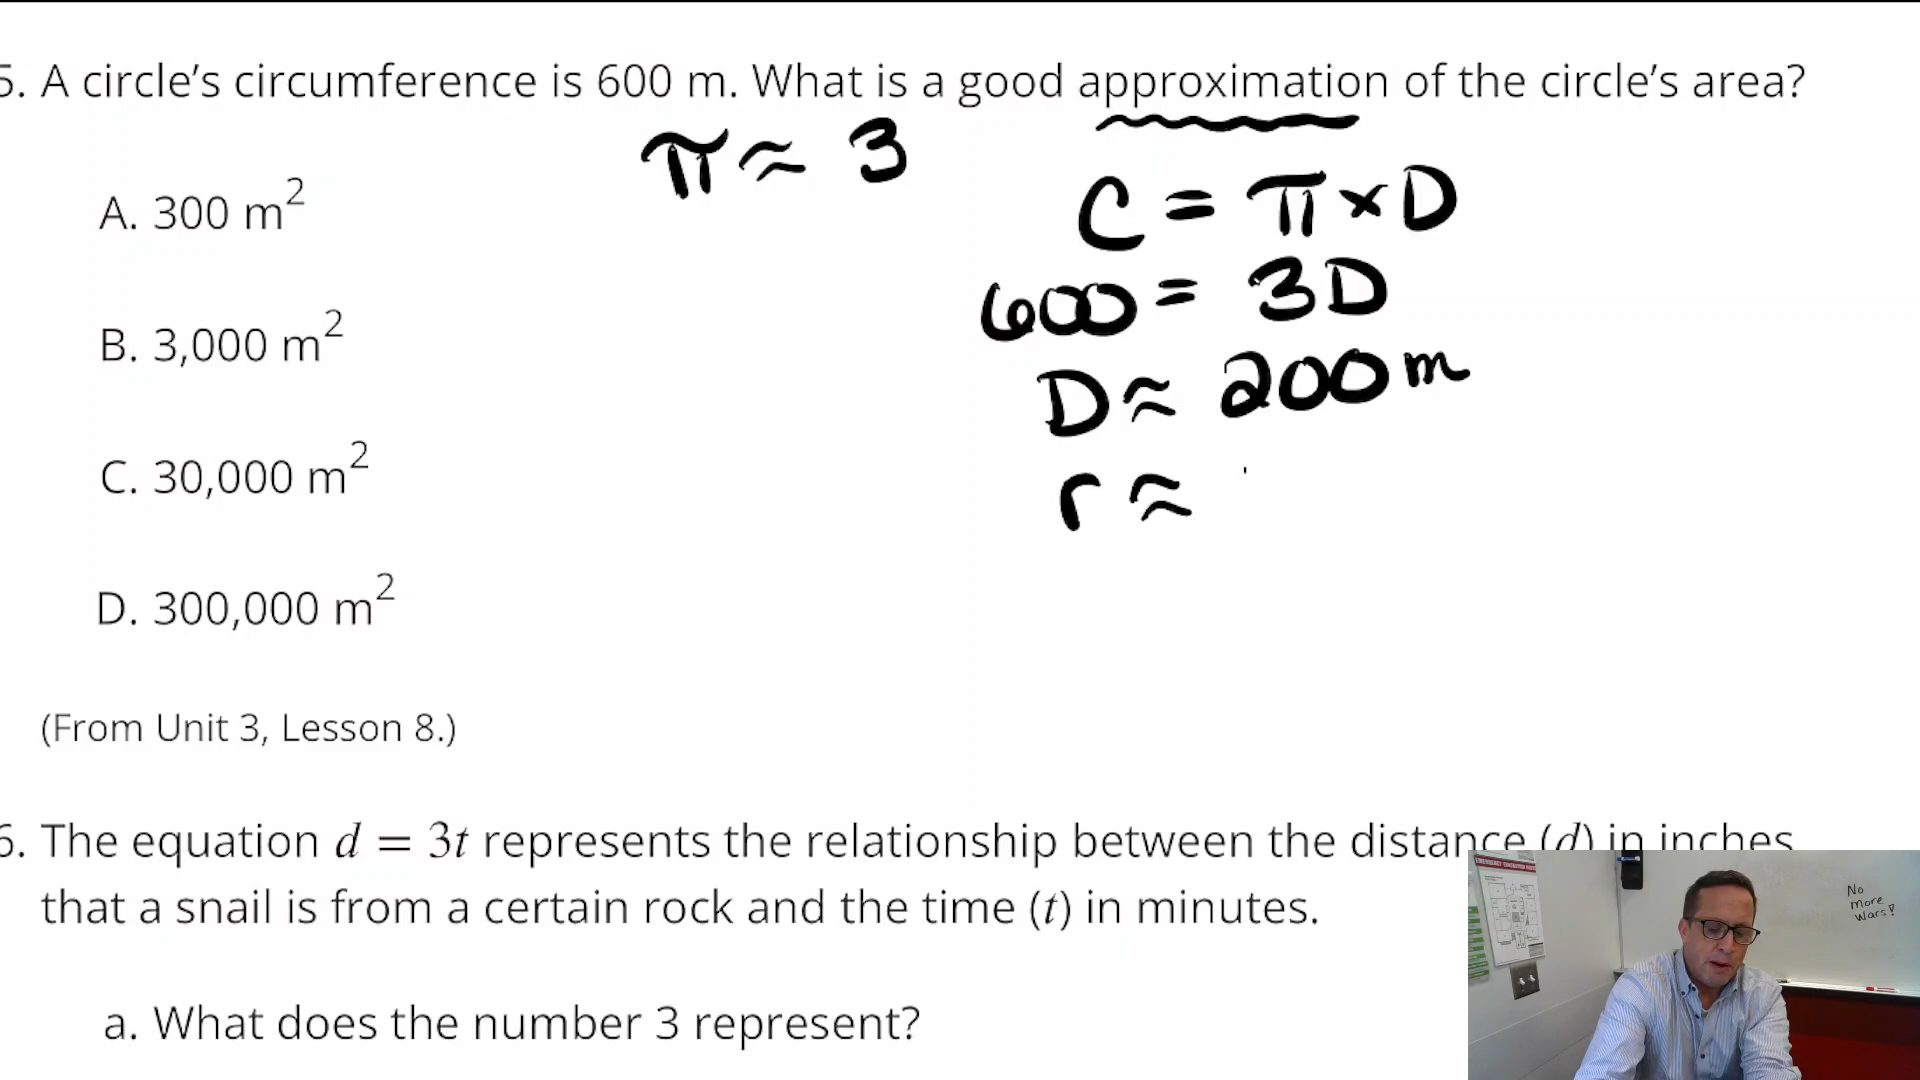 5. A circle’s circumference is 600 m. What is a good approximation of the circle’s area?
π ≈ 3
C = π × D
A. 300 m²
600 = 3D
B. 3,000 m²
D ≈ 200 m
C. 30,000 m²
r ≈
D. 300,000 m²
(From Unit 3, Lesson 8.)
6. The equation d = 3t represents the relationship between the distance (d) in inches
that a snail is from a certain rock and the time (t) in minutes.
a. What does the number 3 represent?
No
more
wars!